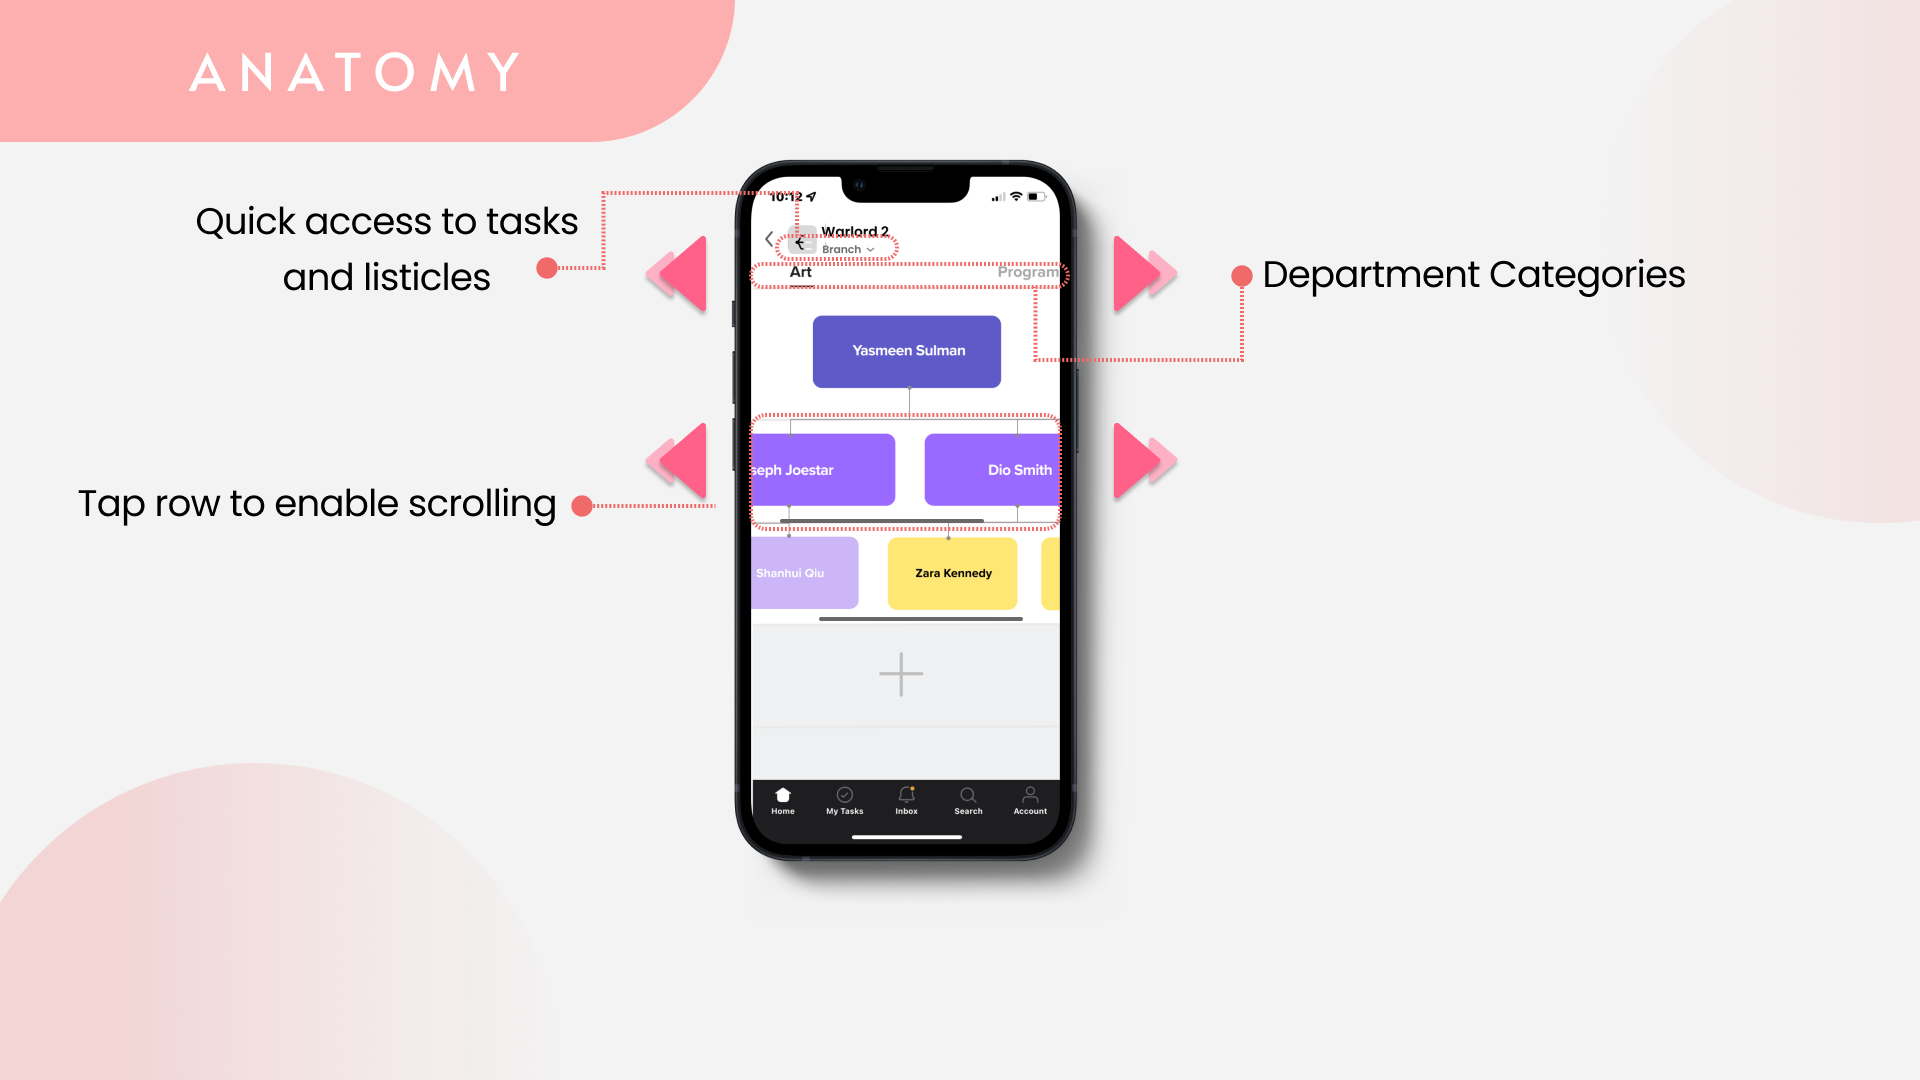 ANATOMY
Quick access to tasks
and listicles
Tap row to enable scrolling
Department Categories
10:12
Warlord 2
Branch
Art
Program
Yasmeen Sulman
seph Joestar
Dio Smith
Shanhui Qiu
Zara Kennedy
Home
My Tasks
Inbox
Search
Account